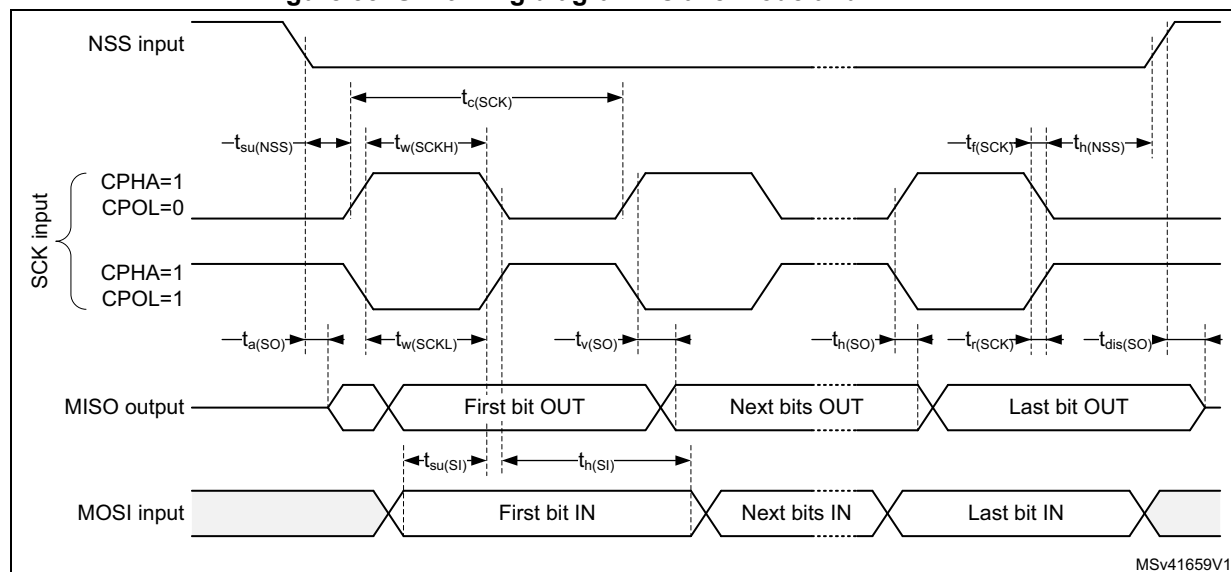 NSS input
tc(SCK)
tsu(NSS) tw(SCKH) tf(SCK) th(NSS)
SCK input
CPHA=1
CPOL=0
CPHA=1
CPOL=1
ta(SO) tw(SCKL) tv(SO) th(SO) tr(SCK) tdis(SO)
MISO output First bit OUT Next bits OUT Last bit OUT
tsu(SI) th(SI)
MOSI input First bit IN Next bits IN Last bit IN
MSv41659V1